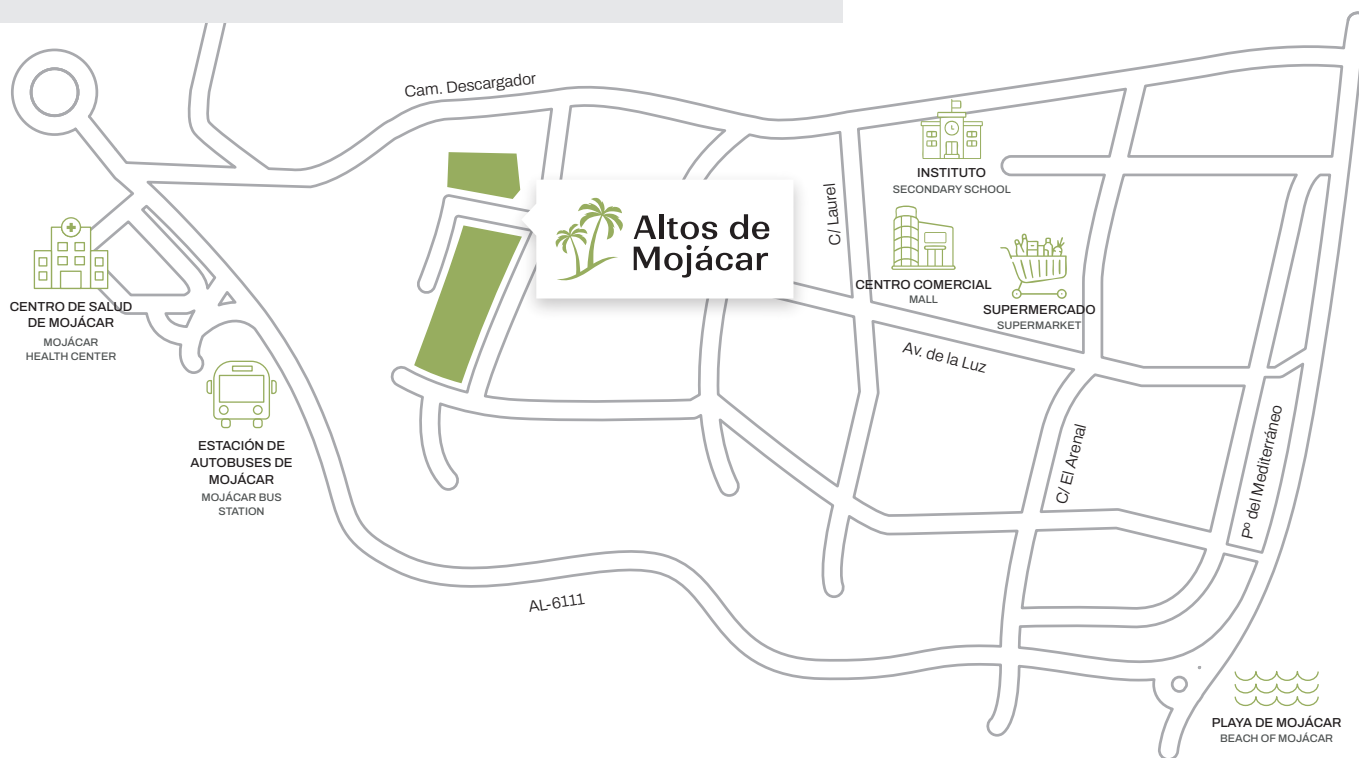 Cam. Descargador
INSTITUTO
SECONDARY SCHOOL
C/ Laurel
Altos de
Mojácar
CENTRO DE SALUD
DE MOJÁCAR
MOJÁCAR
HEALTH CENTER
CENTRO COMERCIAL
MALL
SUPERMERCADO
SUPERMARKET
Av. de la Luz
ESTACIÓN DE
AUTOBUSES DE
MOJÁCAR
MOJÁCAR BUS
STATION
C/ El Arenal
Pº del Mediterráneo
AL-6111
PLAYA DE MOJÁCAR
BEACH OF MOJÁCAR